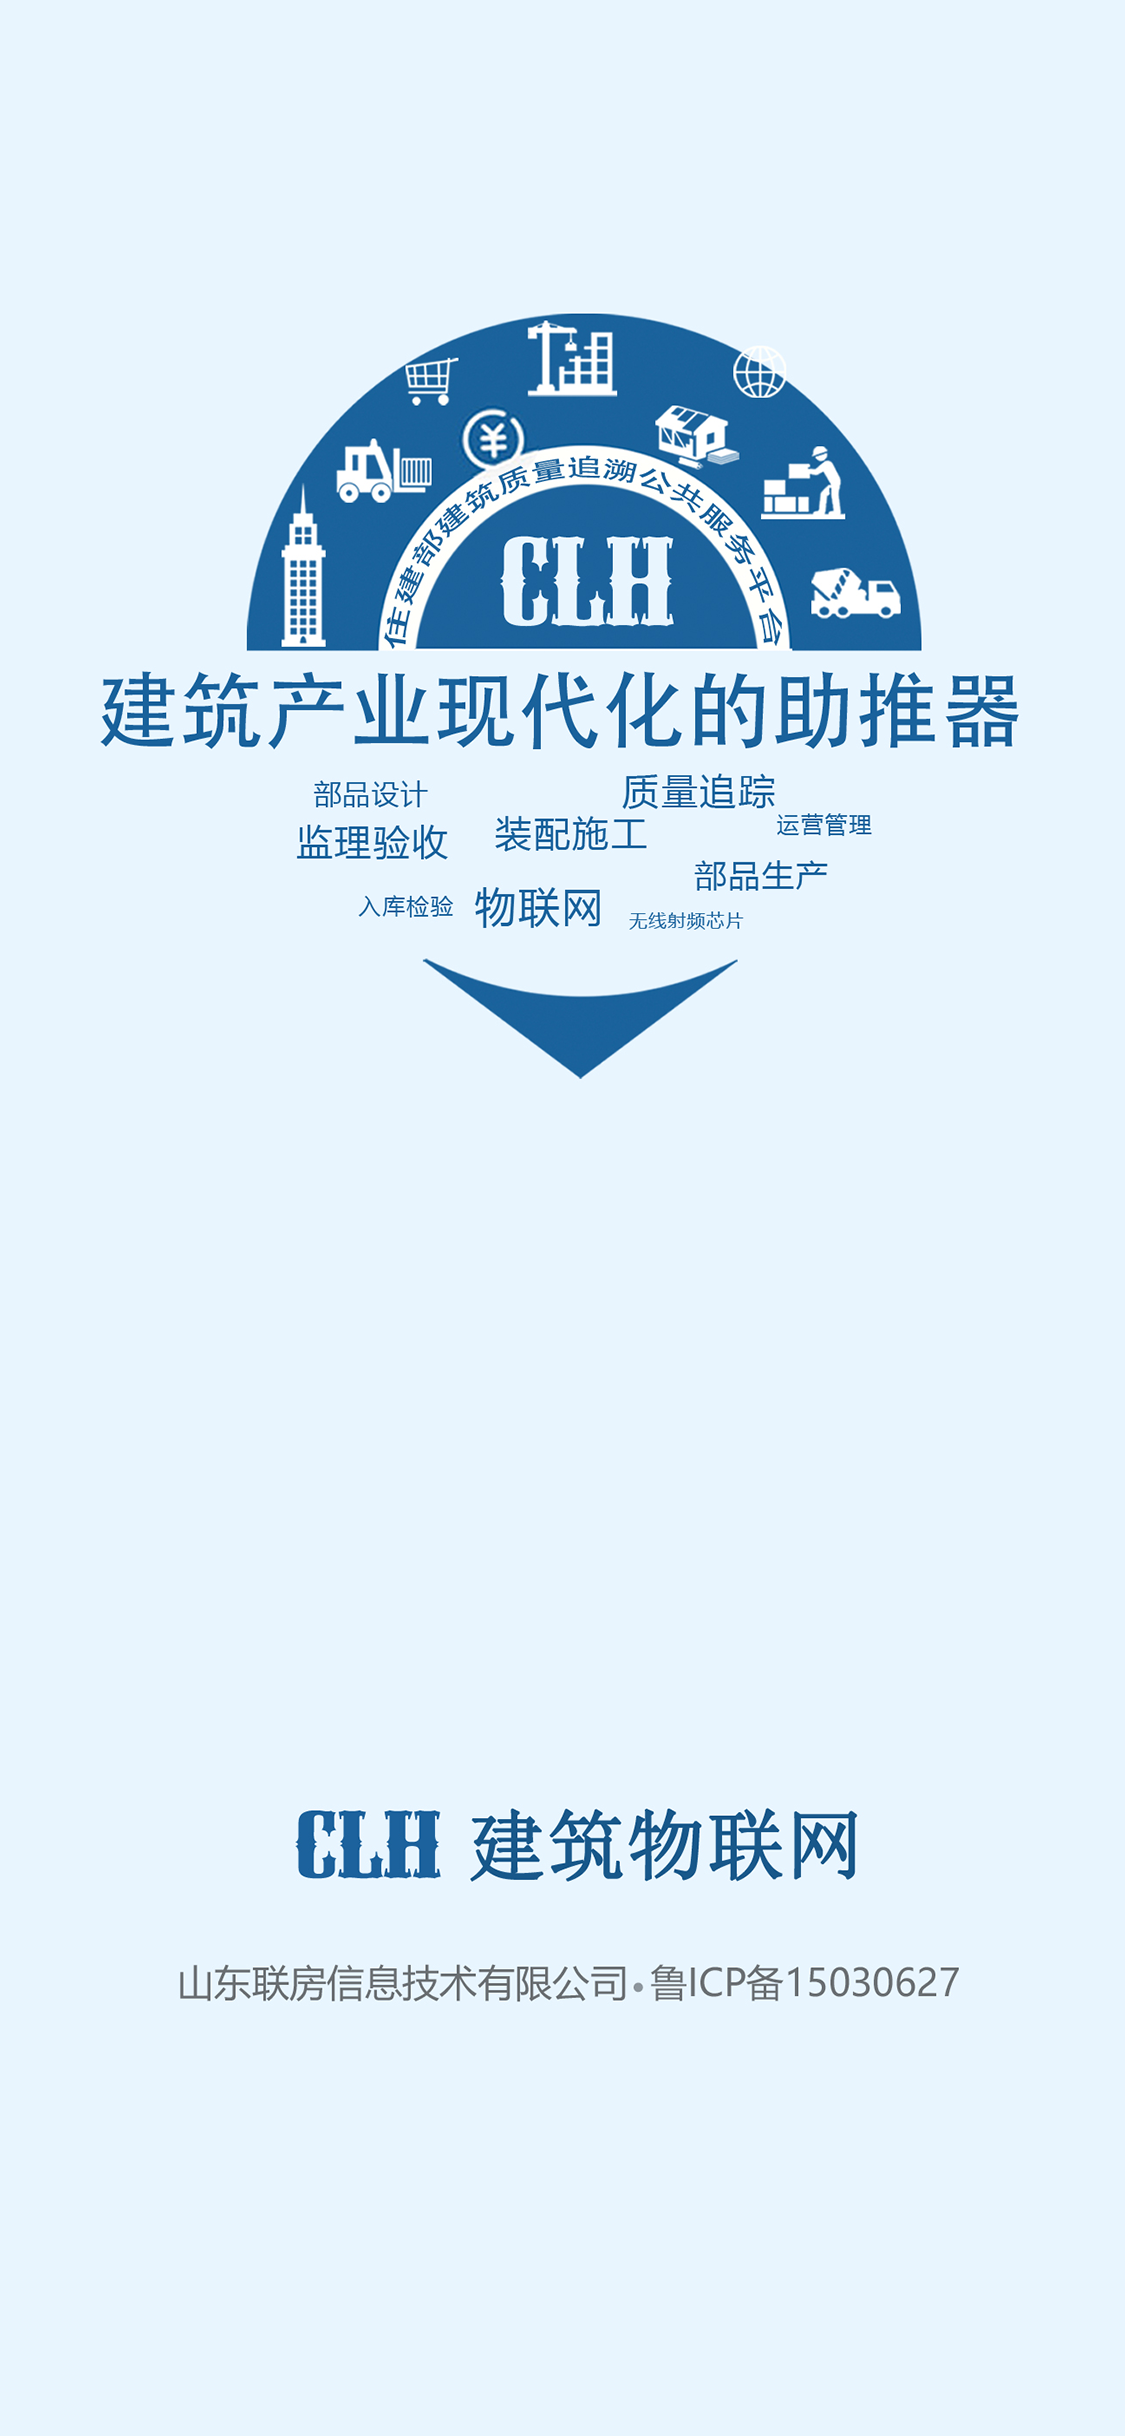 住建部建筑质量追溯公共服务平台
CLH
建筑产业现代化的助推器
部品设计
质量追踪
监理验收
装配施工
运营管理
部品生产
入库检验
物联网
无线射频芯片
CLH 建筑物联网
山东联房信息技术有限公司•鲁ICP备15030627